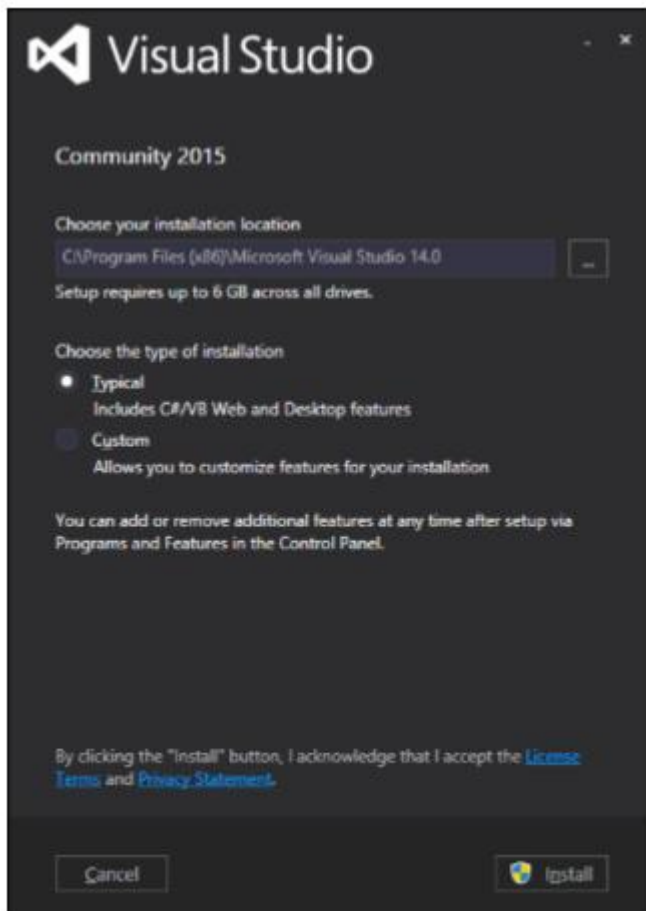 Visual Studio
Community 2015
Choose your installation location
C:\Program Files (x86)\Microsoft Visual Studio 14.0
...
Setup requires up to 6 GB across all drives.
Choose the type of installation
Typical
Includes C#/VB Web and Desktop features
Custom
Allows you to customize features for your installation
You can add or remove additional features at any time after setup via
Programs and Features in the Control Panel.
By clicking the "Install" button, I acknowledge that I accept the License
Terms and Privacy Statement.
Cancel
Install